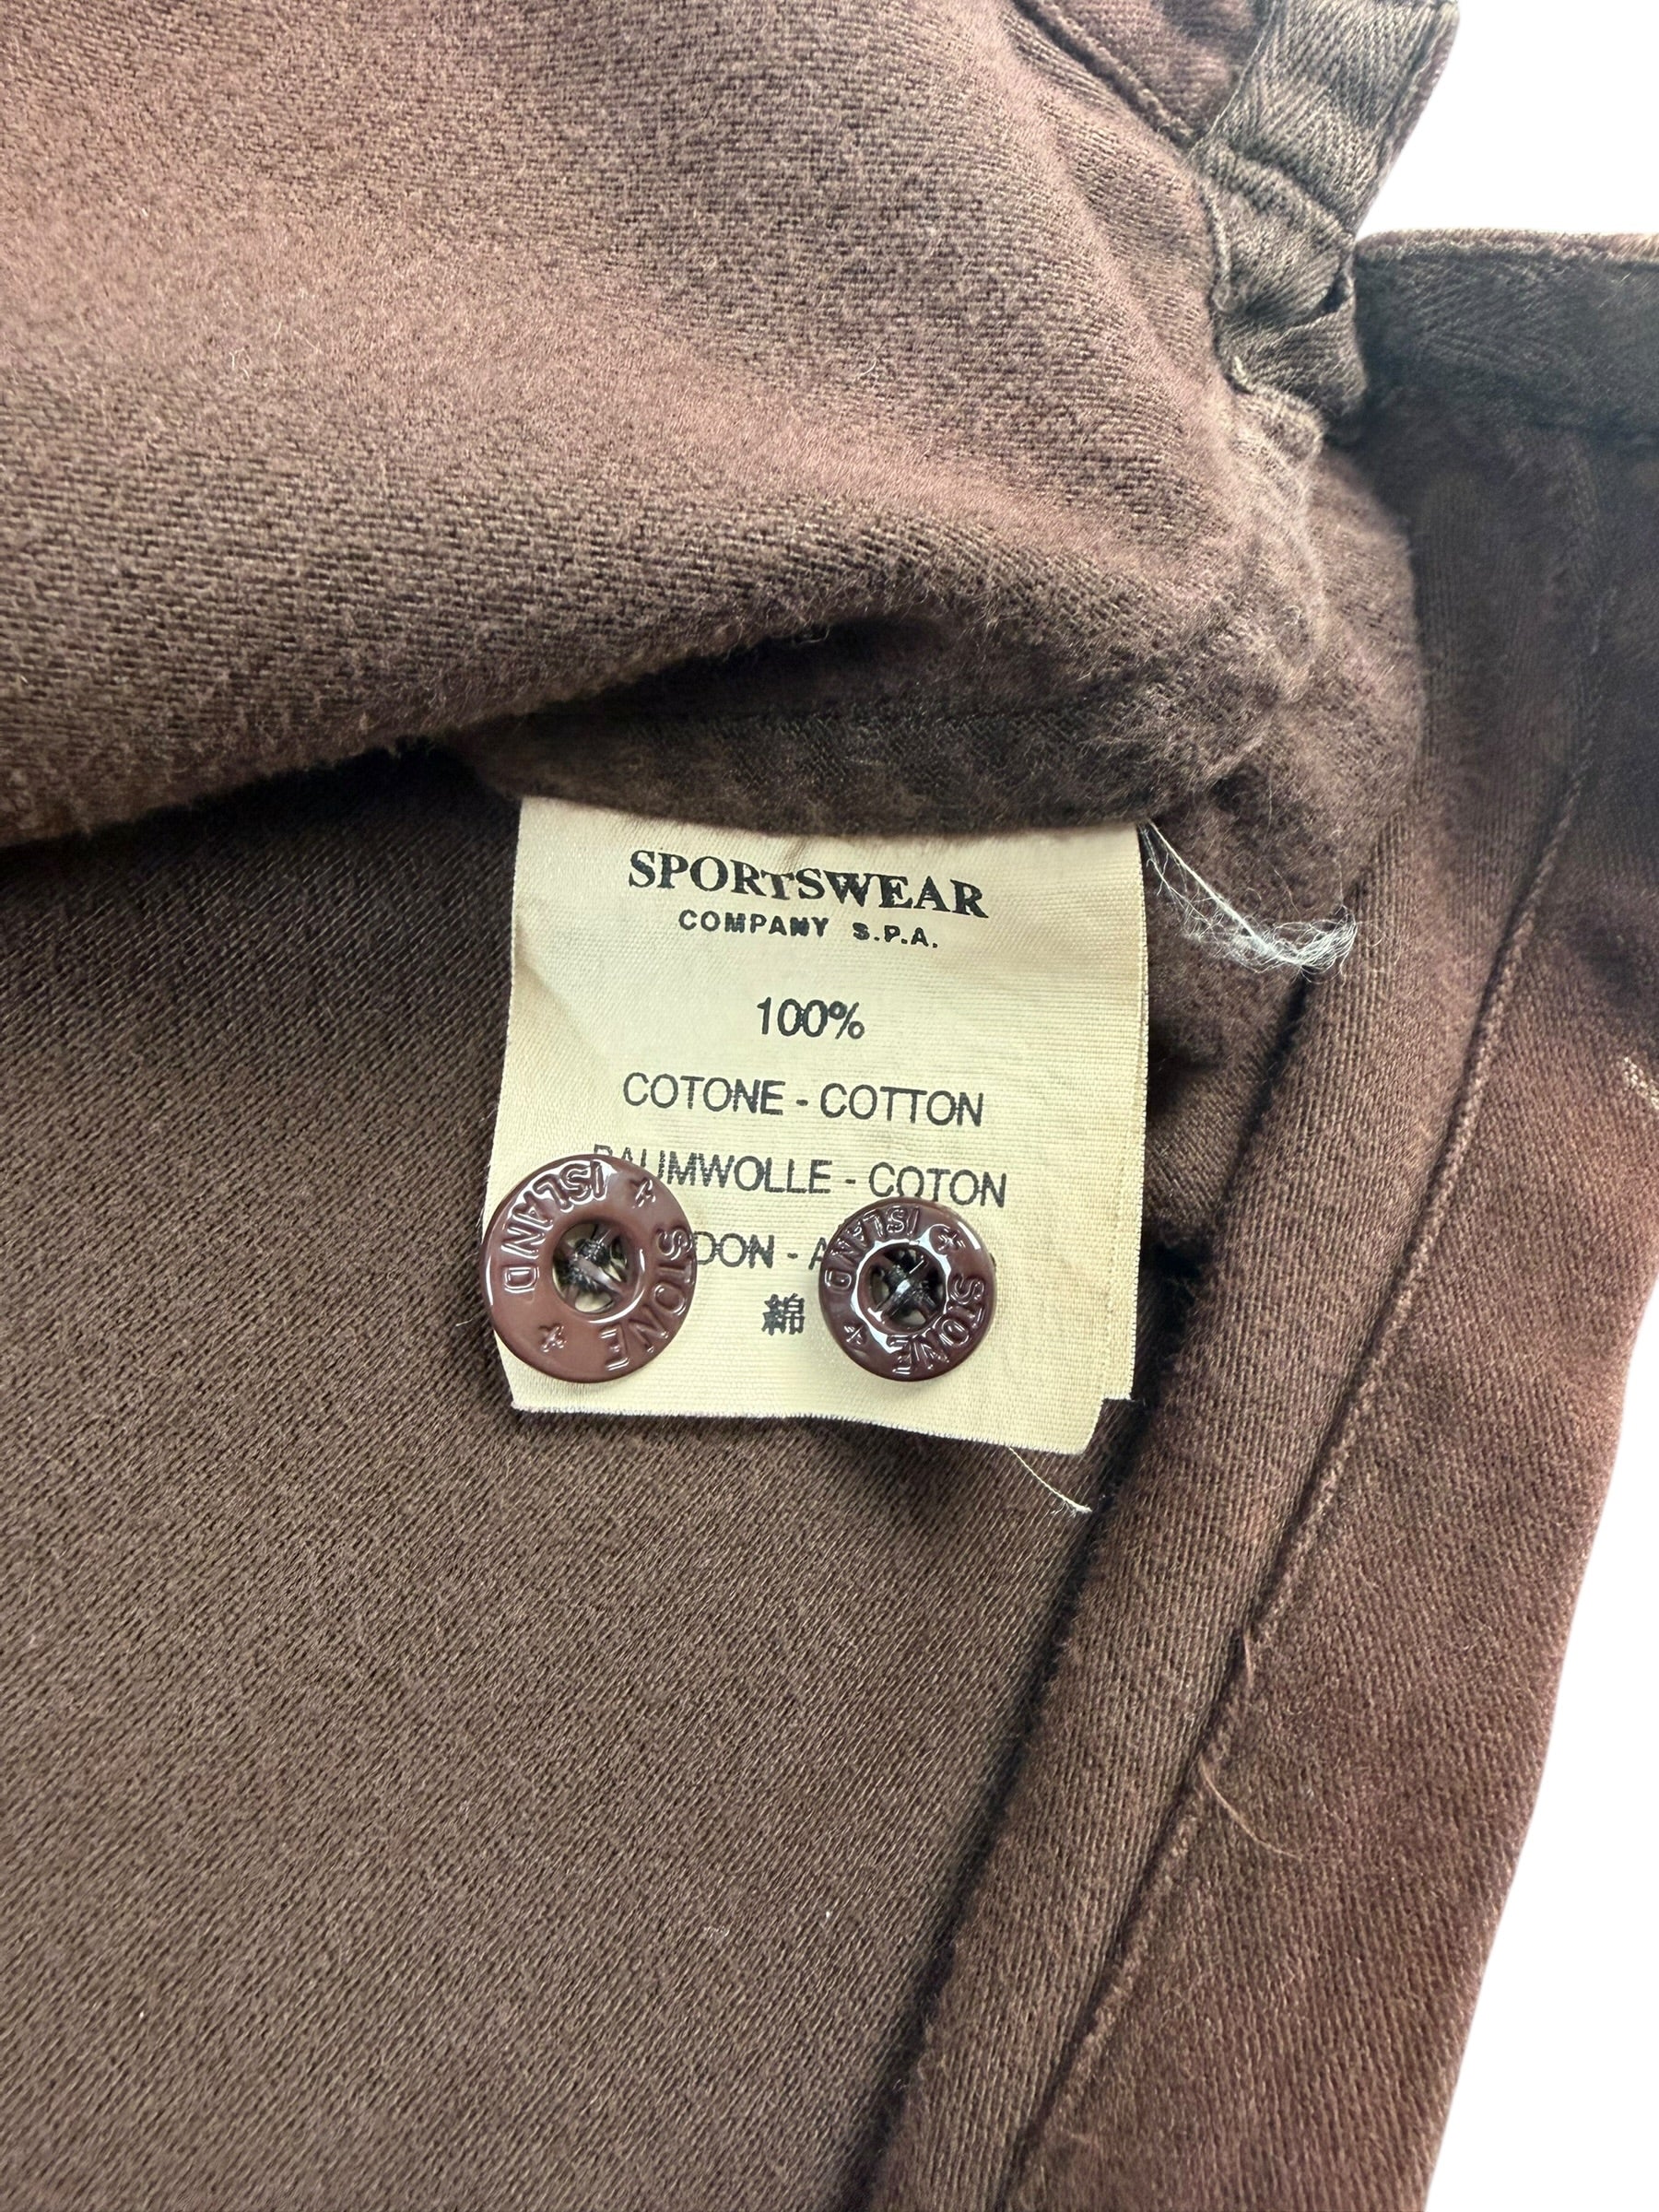 SPORTSWEAR
COMPANY S.P.A.
100%
COTONE - COTTON
BAUMWOLLE - COTON
綿
STONE ISLAND
STONE ISLAND